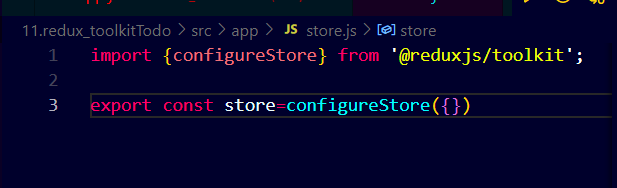 11.redux_toolkitTodo > src > app > JS store.js > store
1 import {configureStore} from '@reduxjs/toolkit';
2
3 export const store=configureStore({})